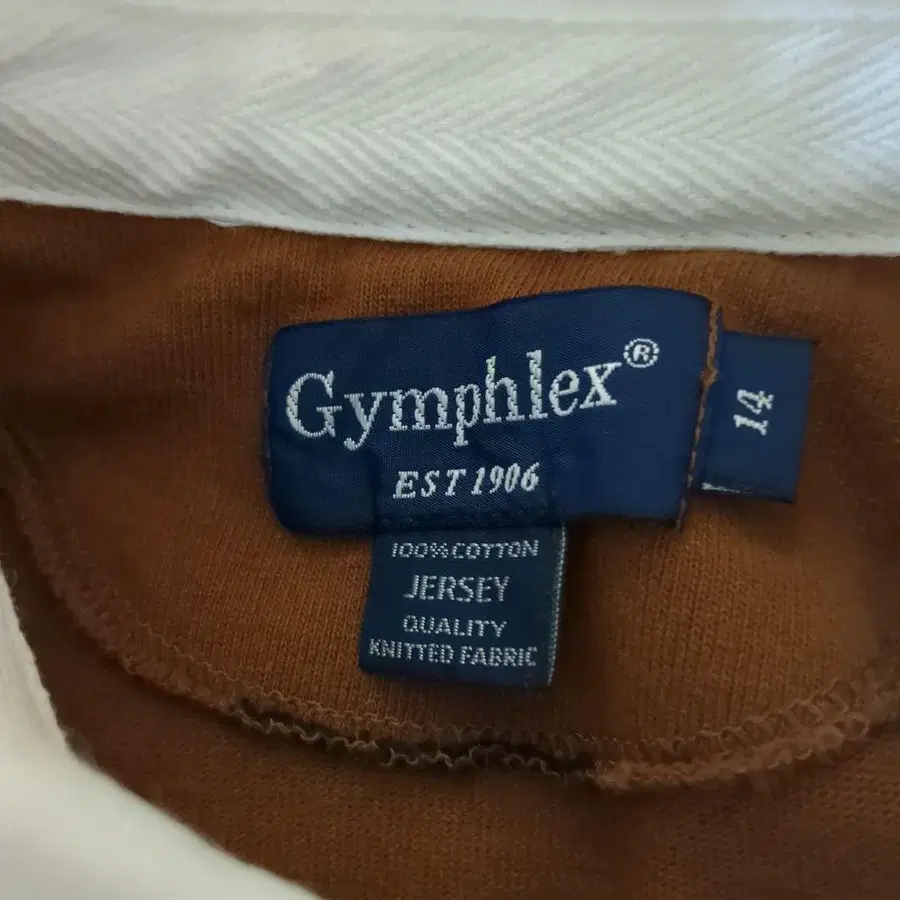 Gymphlex®
EST 1906
14
100% COTTON
JERSEY
QUALITY
KNITTED FABRIC